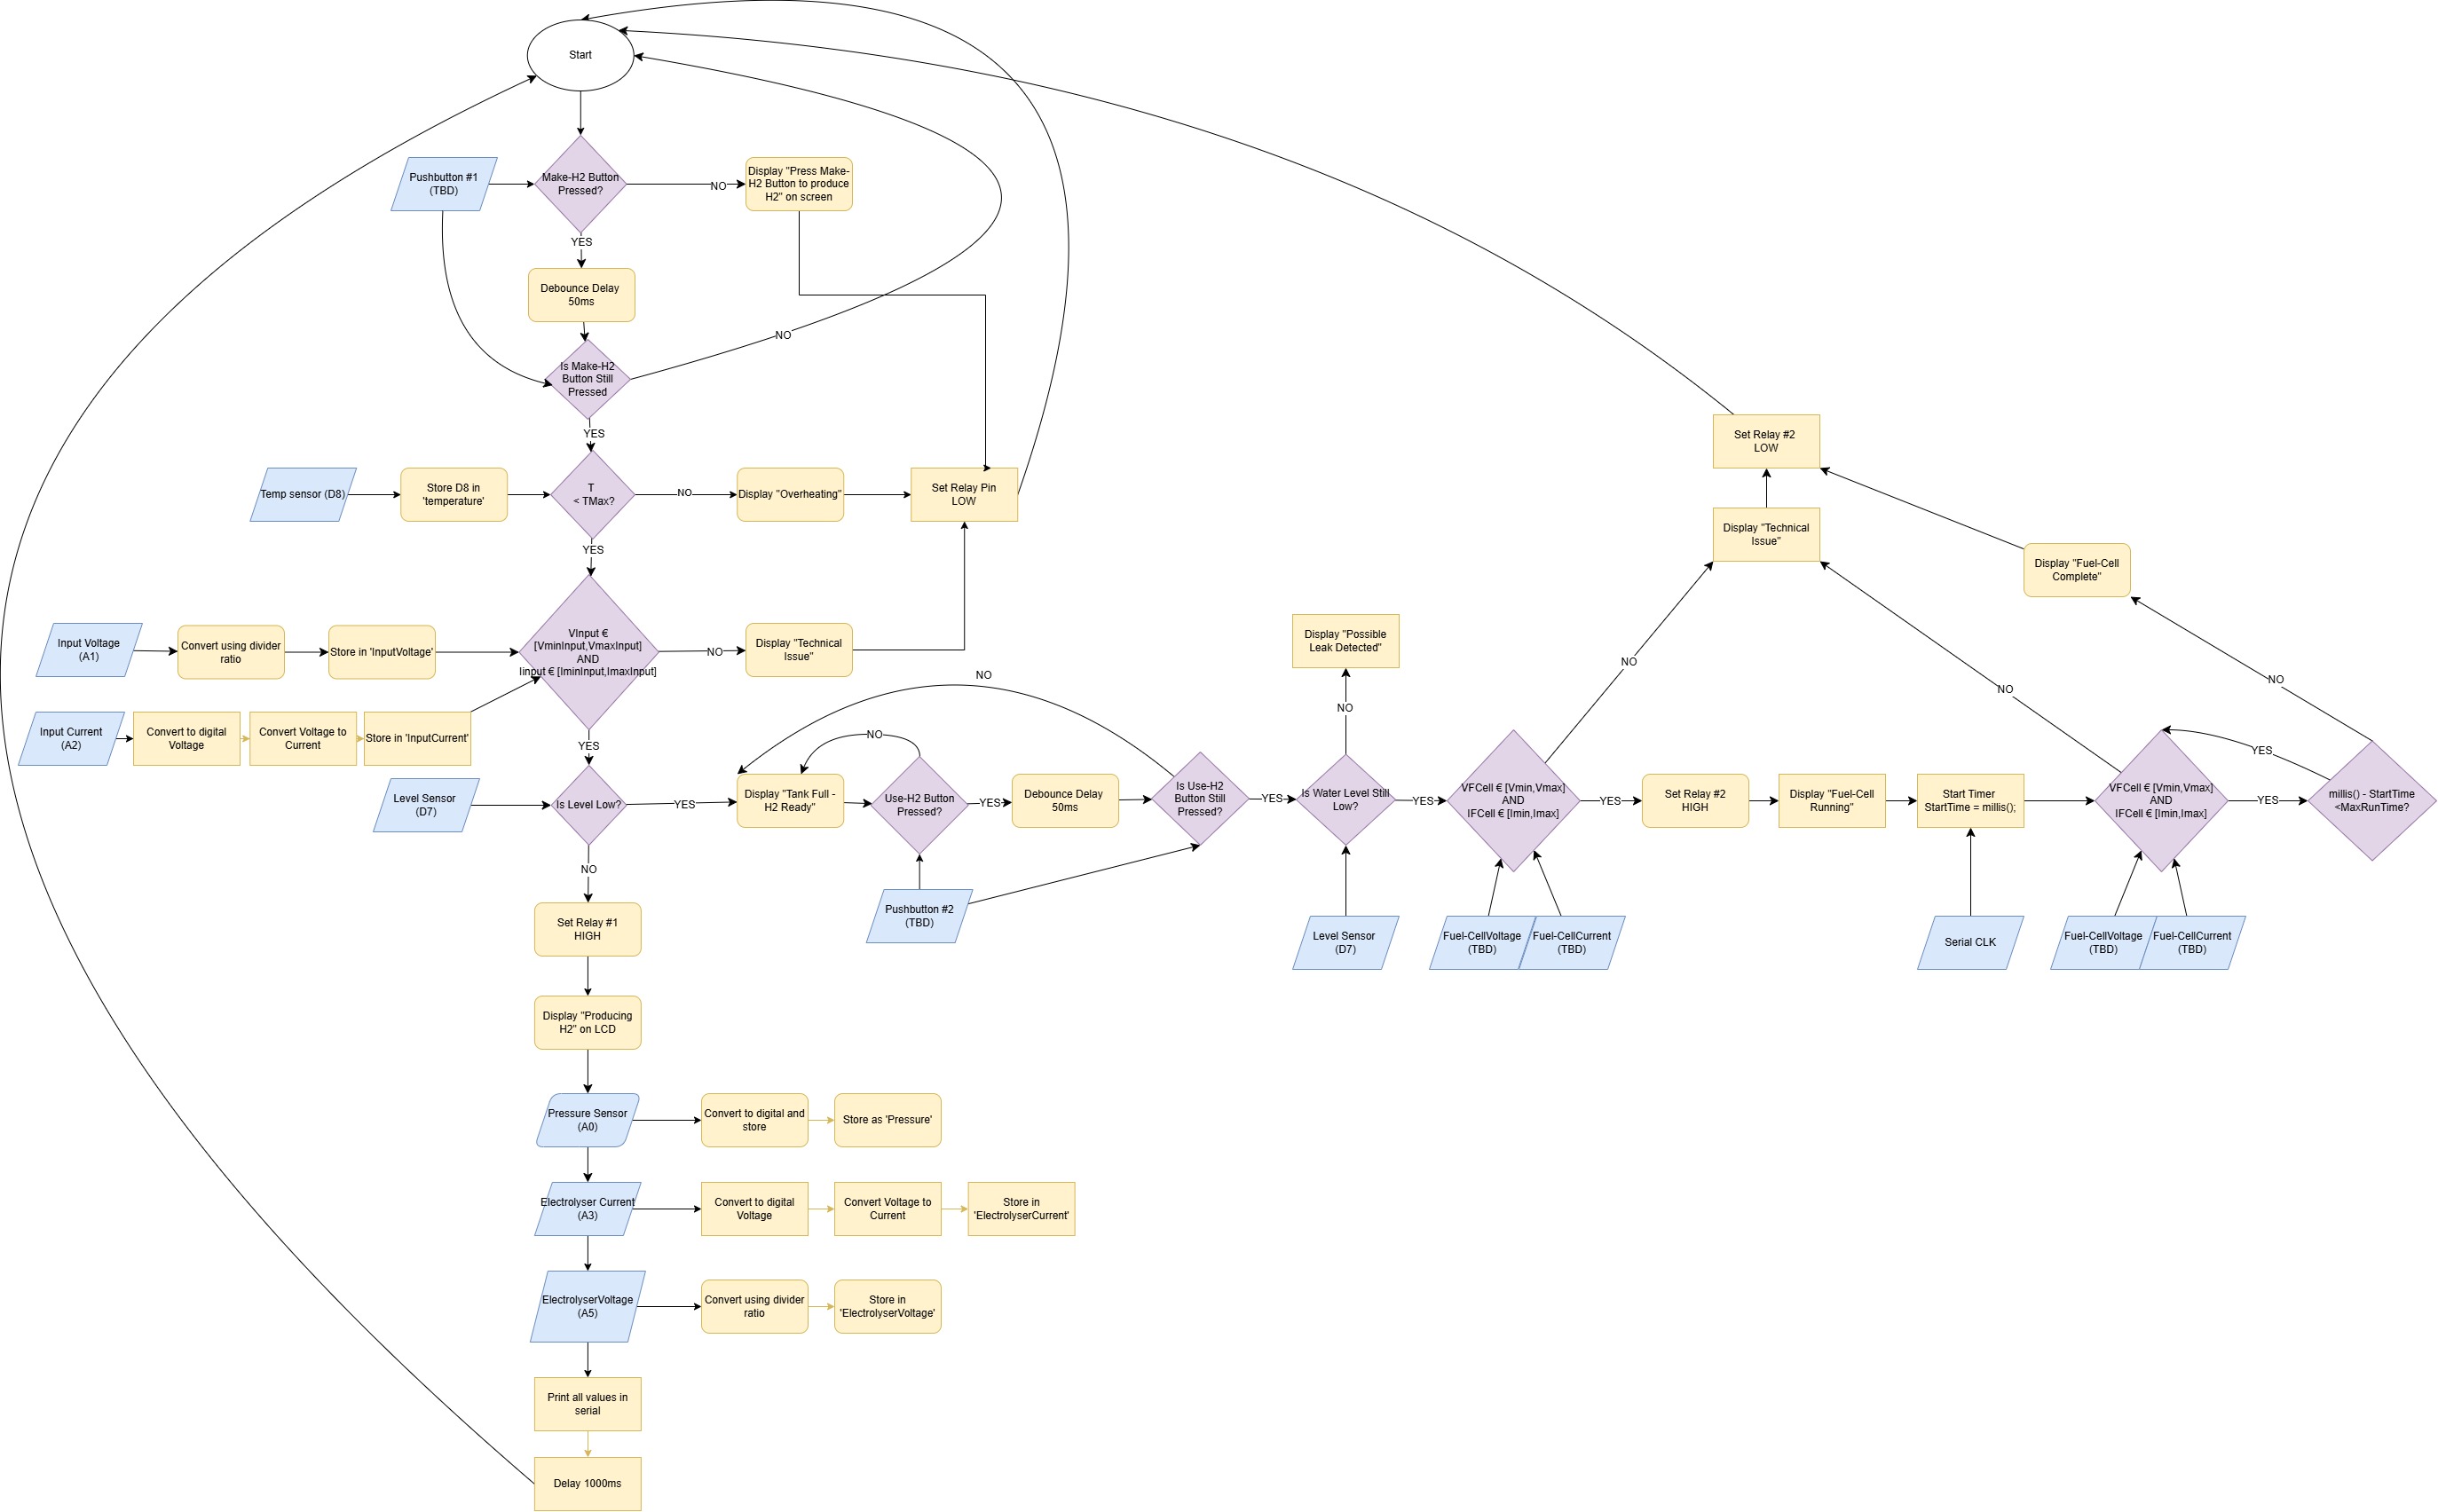 Start
Pushbutton #1
(TBD)
Make-H2 Button
Pressed?
NO
Display "Press Make-
H2 Button to produce
H2" on screen
YES
Debounce Delay
50ms
NO
Is Make-H2
Button Still
Pressed
YES
Temp sensor (D8)
Store D8 in
'temperature'
T
< TMax?
NO
Display "Overheating"
Set Relay Pin
LOW
YES
Input Voltage
(A1)
Convert using divider
ratio
Store in 'InputVoltage'
VInput €
[VminInput,VmaxInput]
AND
Iinput € [IminInput,ImaxInput]
NO
Display "Technical
Issue"
Input Current
(A2)
Convert to digital
Voltage
Convert Voltage to
Current
Store in 'InputCurrent'
YES
Level Sensor
(D7)
Is Level Low?
YES
Display "Tank Full -
H2 Ready"
NO
NO
Use-H2 Button
Pressed?
YES
Debounce Delay
50ms
Is Use-H2
Button Still
Pressed?
YES
Pushbutton #2
(TBD)
Display "Possible
Leak Detected"
NO
Is Water Level Still
Low?
YES
Level Sensor
(D7)
VFCell € [Vmin,Vmax]
AND
IFCell € [Imin,Imax]
NO
YES
Fuel-CellVoltage
(TBD)
Fuel-CellCurrent
(TBD)
Set Relay #2
LOW
Display "Technical
Issue"
Display "Fuel-Cell
Complete"
Set Relay #2
HIGH
Display "Fuel-Cell
Running"
Start Timer
StartTime = millis();
Serial CLK
NO
VFCell € [Vmin,Vmax]
AND
IFCell € [Imin,Imax]
YES
Fuel-CellVoltage
(TBD)
Fuel-CellCurrent
(TBD)
NO
YES
millis() - StartTime
<MaxRunTime?
NO
Set Relay #1
HIGH
Display "Producing
H2" on LCD
Pressure Sensor
(A0)
Convert to digital and
store
Store as 'Pressure'
Electrolyser Current
(A3)
Convert to digital
Voltage
Convert Voltage to
Current
Store in
'ElectrolyserCurrent'
ElectrolyserVoltage
(A5)
Convert using divider
ratio
Store in
'ElectrolyserVoltage'
Print all values in
serial
Delay 1000ms